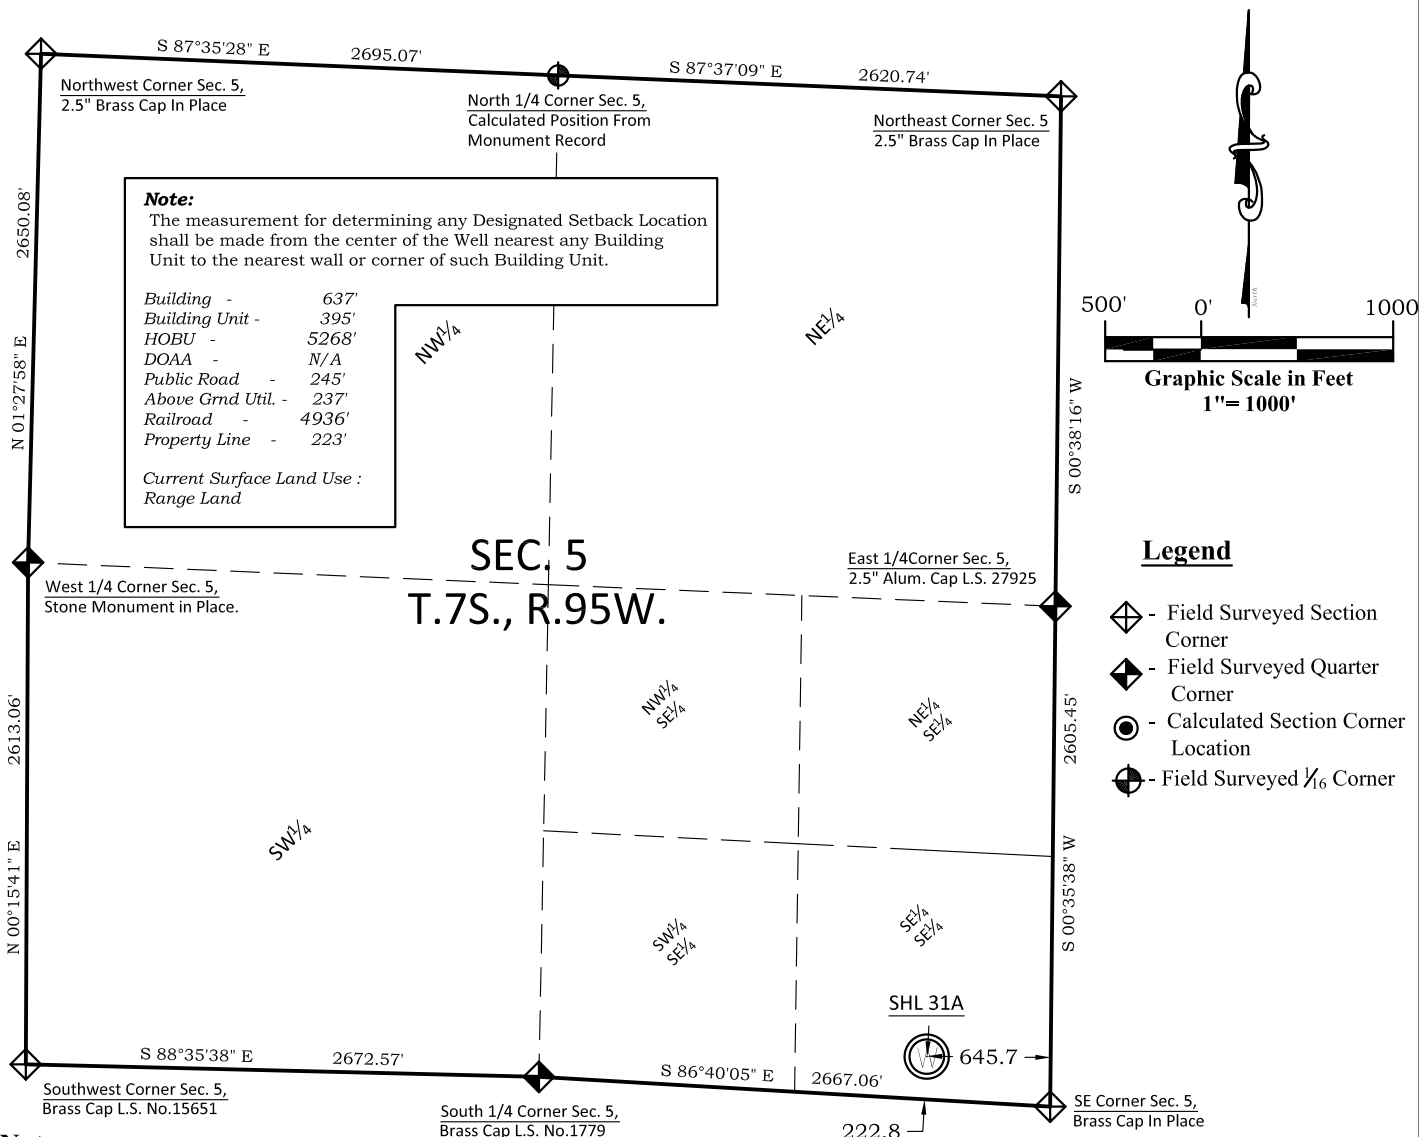 S 87°35'28" E 2695.07'
S 87°37'09" E 2620.74'
Northwest Corner Sec. 5,
2.5" Brass Cap In Place
North 1/4 Corner Sec. 5,
Calculated Position From
Monument Record
Northeast Corner Sec. 5
2.5" Brass Cap In Place
North
2650.08'
N 01°27'58" E
Note:
The measurement for determining any Designated Setback Location
shall be made from the center of the Well nearest any Building
Unit to the nearest wall or corner of such Building Unit.
Building - 637'
Building Unit - 395'
HOBU - 5268'
DOAA - N/A
Public Road - 245'
Above Grnd Util. - 237'
Railroad - 4936'
Property Line - 223'
Current Surface Land Use :
Range Land
NW¼
NE¼
500' 0' 1000
Graphic Scale in Feet
1"= 1000'
S 00°38'16" W
SEC. 5
T.7S., R.95W.
East 1/4Corner Sec. 5,
2.5" Alum. Cap L.S. 27925
West 1/4 Corner Sec. 5,
Stone Monument in Place.
Legend
- Field Surveyed Section
Corner
- Field Surveyed Quarter
Corner
- Calculated Section Corner
Location
- Field Surveyed 1/16 Corner
2613.06'
N 00°15'41" E
NW¼
SE¼
NE¼
SE¼
2605.45'
S 00°35'38" W
SW¼
SW¼
SE¼
SE¼
SE¼
SHL 31A
W
645.7
S 88°35'38" E 2672.57'
S 86°40'05" E 2667.06'
Southwest Corner Sec. 5,
Brass Cap L.S. No.15651
South 1/4 Corner Sec. 5,
Brass Cap L.S. No.1779
SE Corner Sec. 5,
Brass Cap In Place
222.8